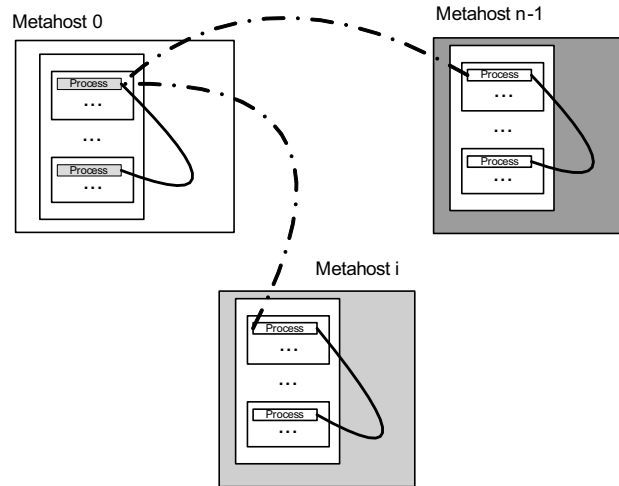 Metahost 0
Process
...
...
Process
...
Metahost n-1
Process
...
...
Process
...
Metahost i
Process
...
...
Process
...